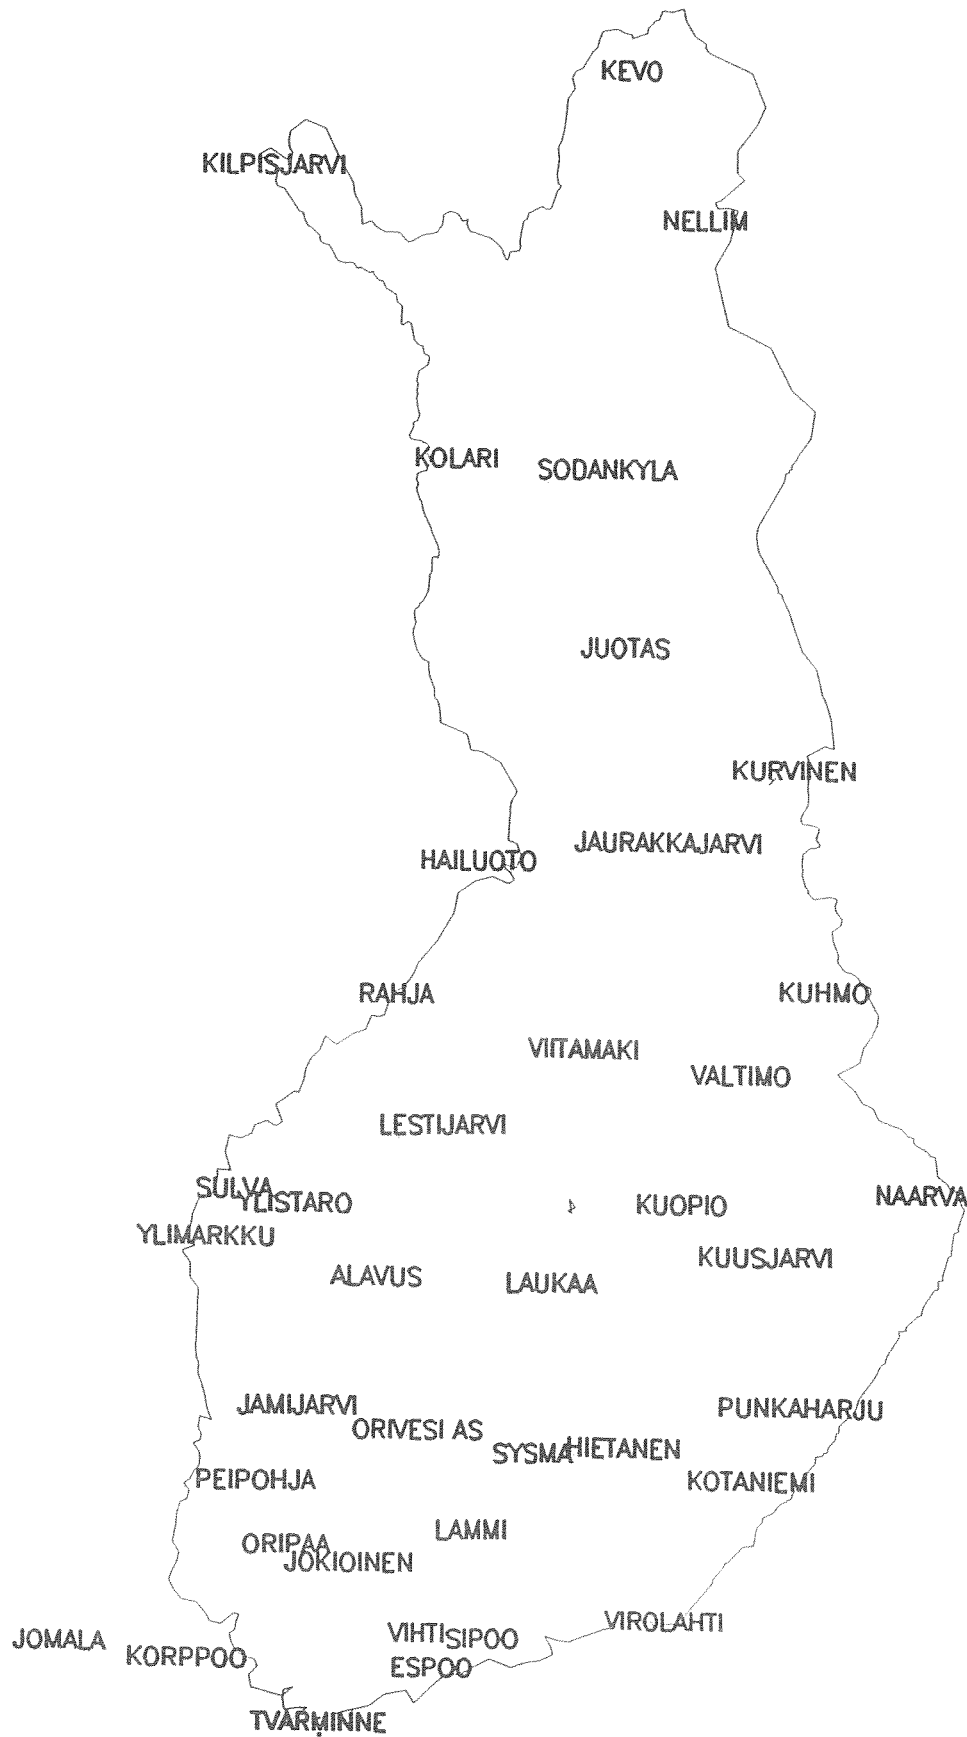 KEVO
KILPISJARVI
NELLIM
KOLARI
SODANKYLA
JUOTAS
KURVINEN
JAURAKKAJARVI
HAILUOTO
RAHJA
KUHMO
VIITAMAKI
VALTIMO
LESTIJARVI
SULVA
YLISTARO
KUOPIO
NAARVA
YLIMARKKU
KUUSJARVI
ALAVUS
LAUKAA
JAMIJARVI
PUNKAHARJU
ORIVESI AS
SYSMA
HIETANEN
PEIPOHJA
KOTANIEMI
LAMMI
ORIPAA
JOKIOINEN
VIROLAHTI
JOMALA
VIHTI
SIPOO
KORPPOO
ESPOO
TVARMINNE